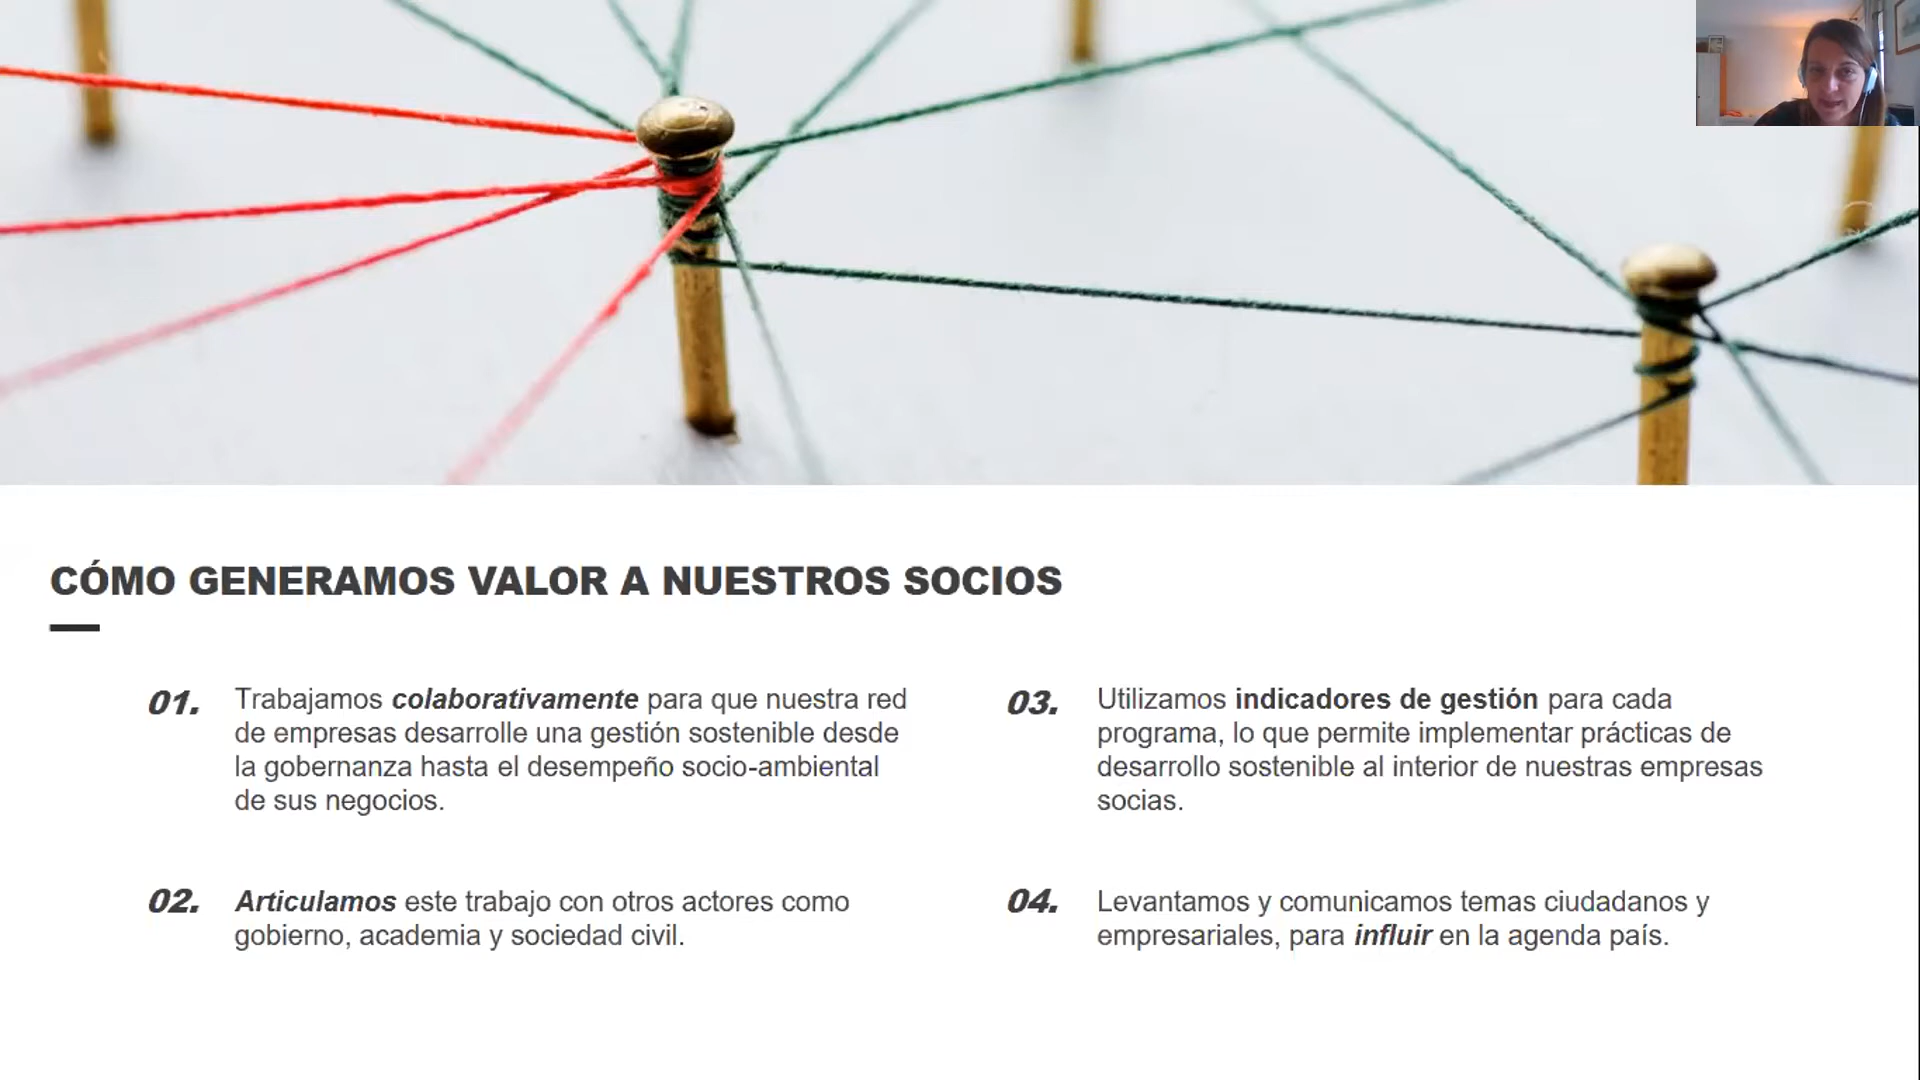 CÓMO GENERAMOS VALOR A NUESTROS SOCIOS
01.
Trabajamos colaborativamente para que nuestra red
de empresas desarrolle una gestión sostenible desde
la gobernanza hasta el desempeño socio-ambiental
de sus negocios.
02.
Articulamos este trabajo con otros actores como
gobierno, academia y sociedad civil.
03.
Utilizamos indicadores de gestión para cada
programa, lo que permite implementar prácticas de
desarrollo sostenible al interior de nuestras empresas
socias.
04.
Levantamos y comunicamos temas ciudadanos y
empresariales, para influir en la agenda país.